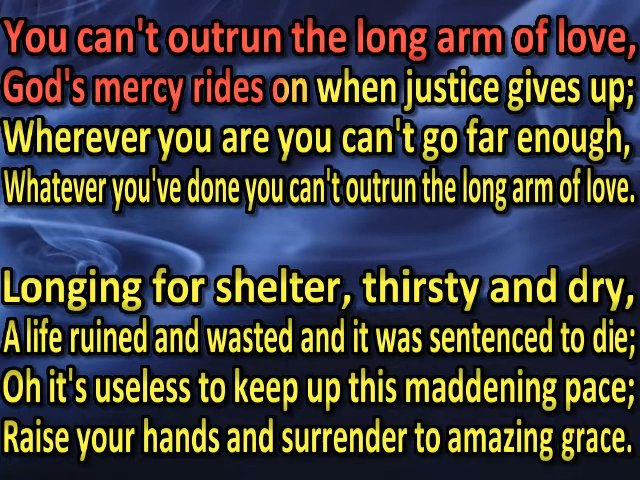 You can't outrun the long arm of love,
God's mercy rides on when justice gives up;
Wherever you are you can't go far enough,
Whatever you've done you can't outrun the long arm of love.
Longing for shelter, thirsty and dry,
A life ruined and wasted and it was sentenced to die;
Oh it's useless to keep up this maddening pace;
Raise your hands and surrender to amazing grace.